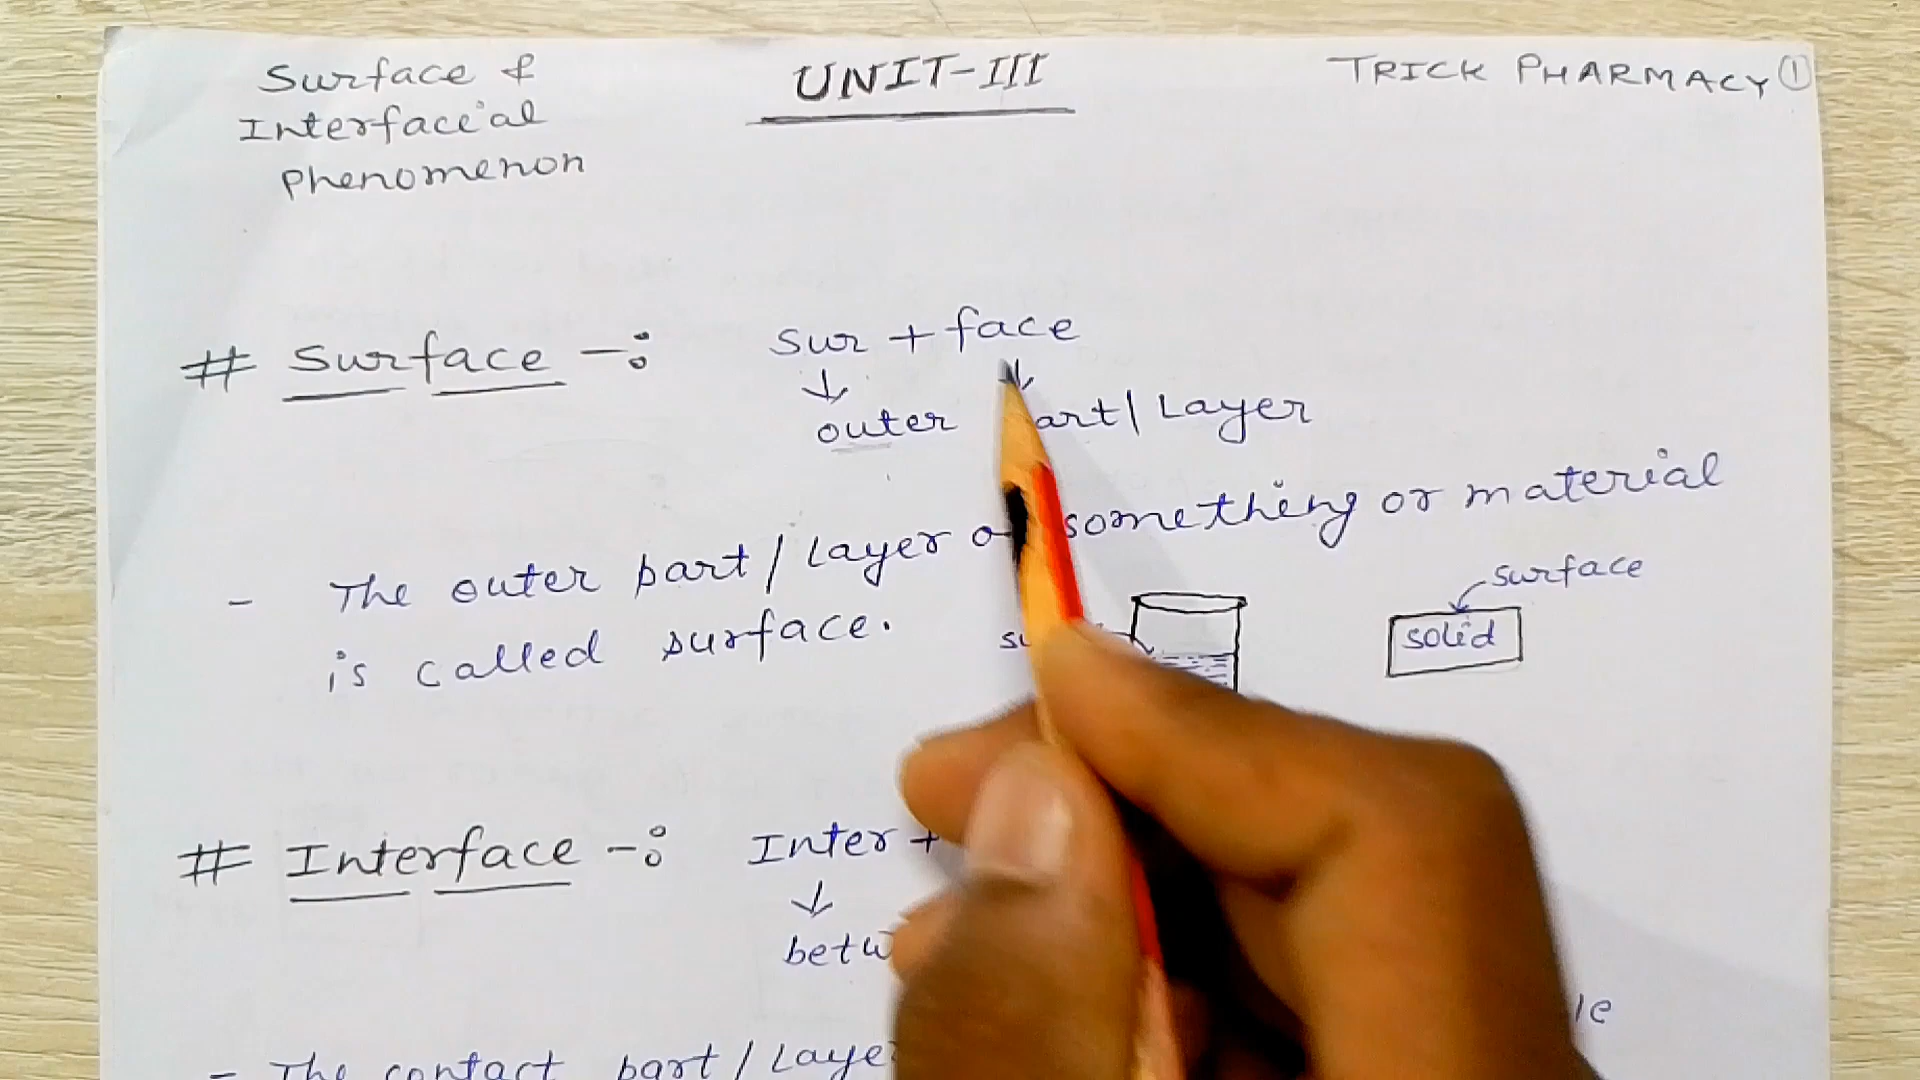 Surface &
Interfacial
Phenomenon
UNIT-III
TRICK PHARMACY 1
# Surface -:
Sur + face
outer art/Layer
- The outer part/Layer something or material
is called surface.
surface
solid
# Interface -:
Inter +
- The contact part/Laye